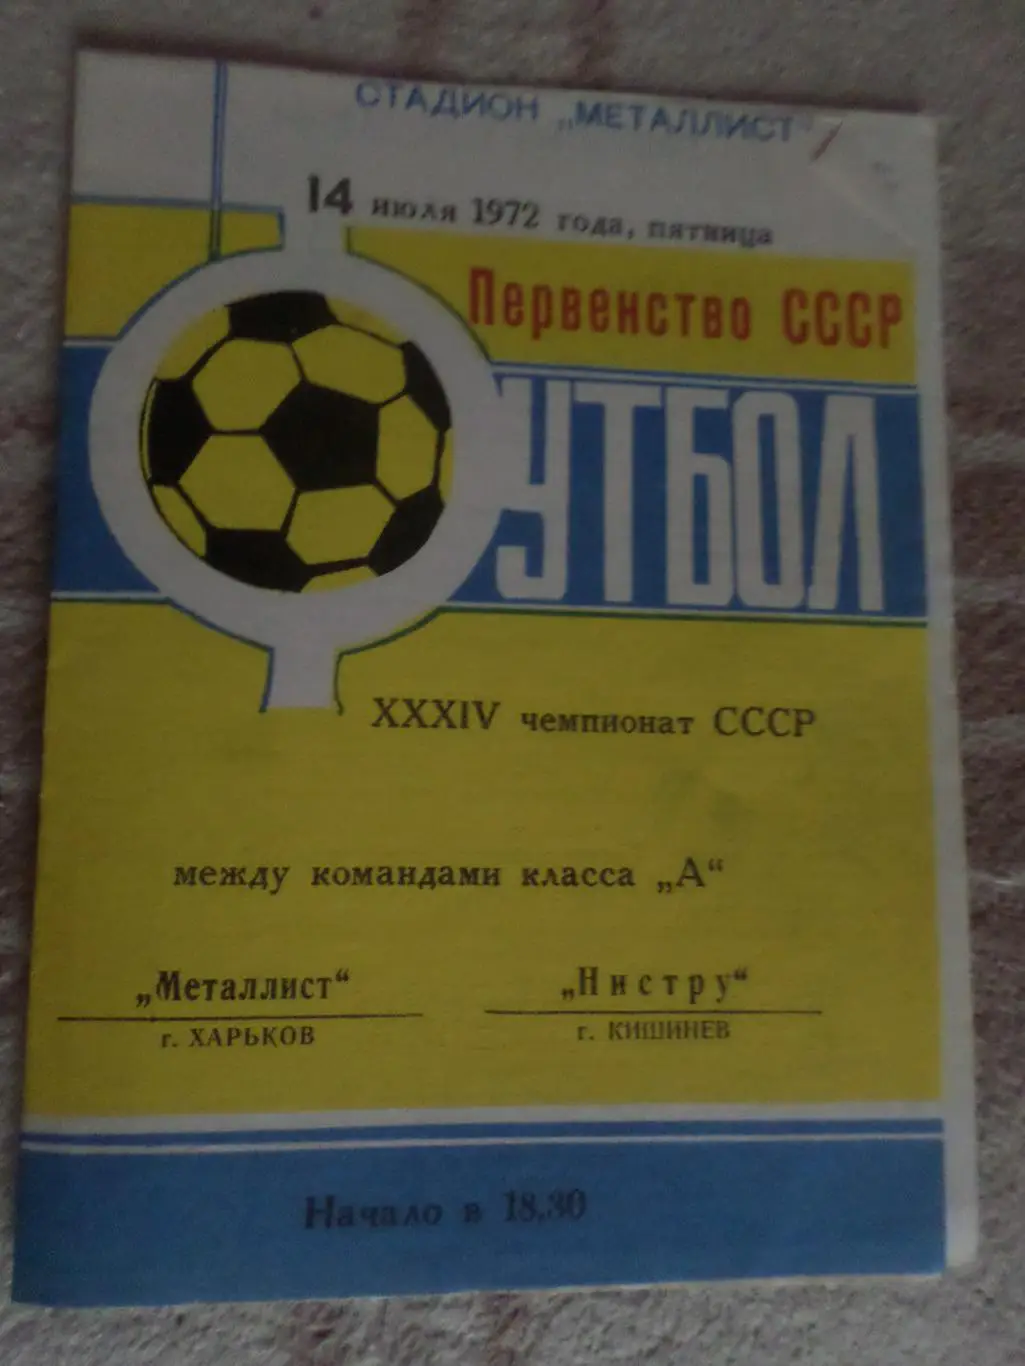 СТАДИОН „МЕТАЛЛИСТ"
14 июля 1972 года, пятница
Первенство СССР
ФУТБОЛ
XXXIV чемпионат СССР
между командами класса „А“
„Металлист“ „Нистру“
г. ХАРЬКОВ г. КИШИНЕВ
Начало в 18.30